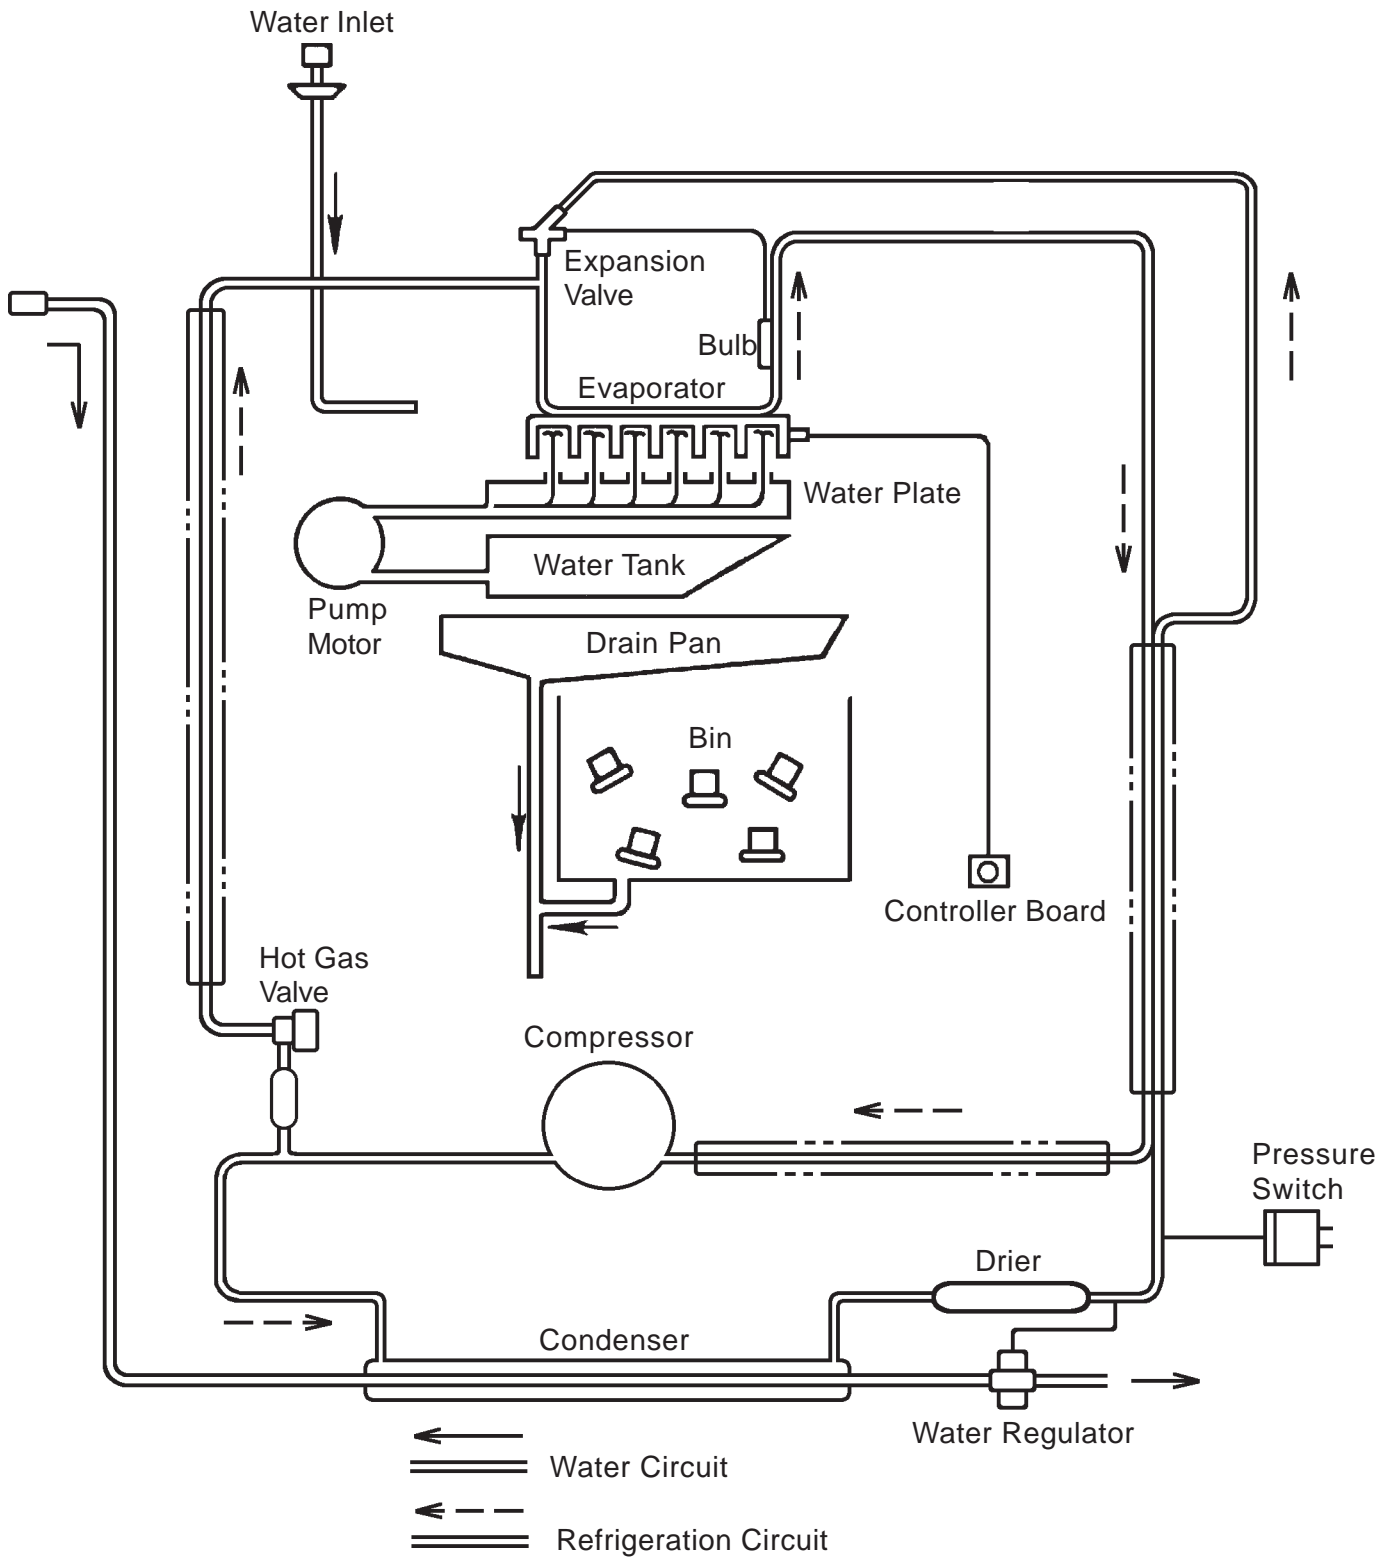 Water Inlet
Expansion
Valve
Bulb
Evaporator
Water Plate
Water Tank
Pump
Motor
Drain Pan
Bin
Controller Board
Hot Gas
Valve
Compressor
Pressure
Switch
Drier
Condenser
Water Regulator
Water Circuit
Refrigeration Circuit